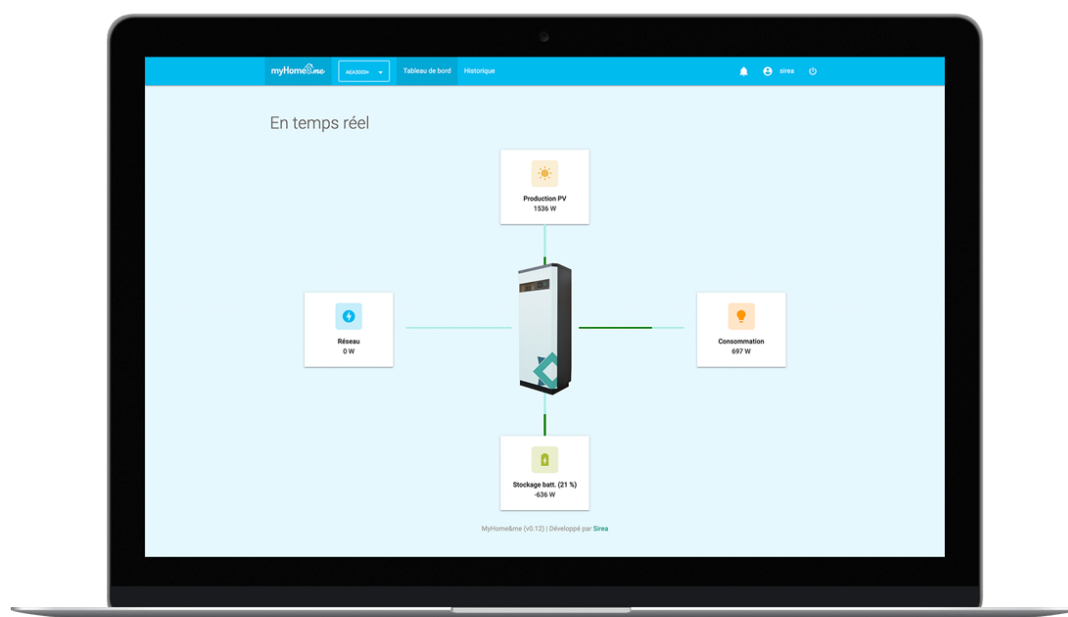 myHome&me
AEA3000H
Tableau de bord
Historique
sirea
En temps réel
Production PV
1536 W
Réseau
0 W
Consommation
697 W
Stockage batt. (21 %)
-636 W
MyHome&me (v0.12) | Développé par Sirea